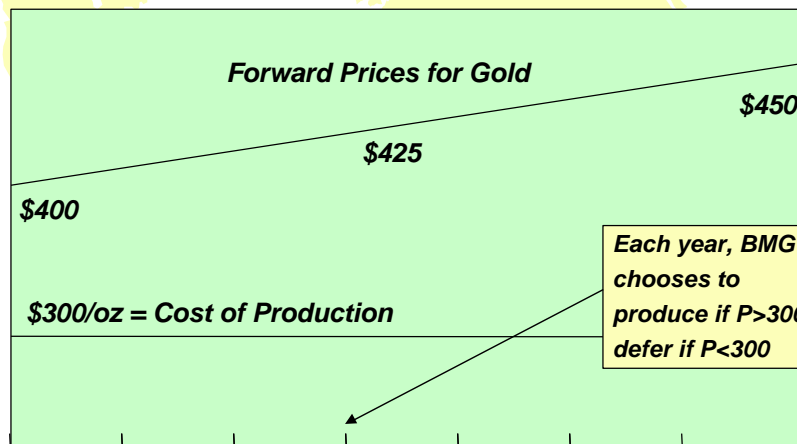 Forward Prices for Gold
$450
$425
$400
Each year, BMG
chooses to
produce if P>300
defer if P<300
$300/oz = Cost of Production